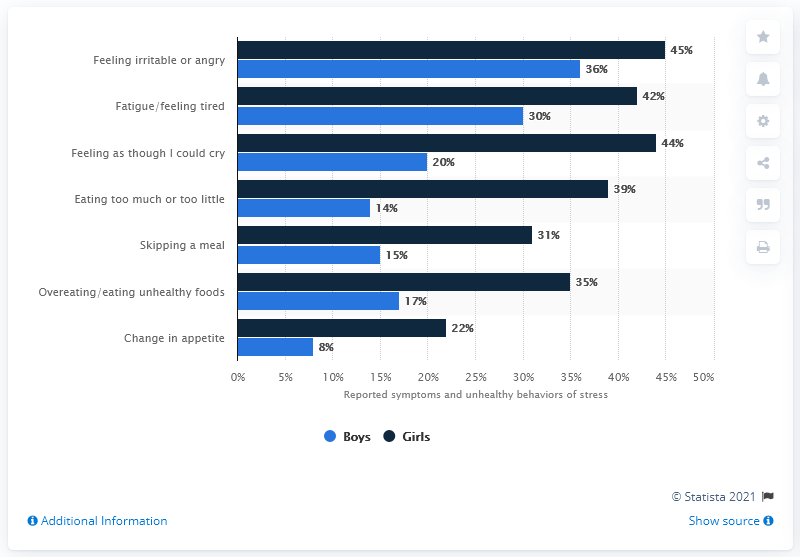 Feeling irritable or angry
45%
36%
Fatigue/feeling tired
42%
30%
Feeling as though I could cry
44%
20%
Eating too much or too little
39%
14%
Skipping a meal
31%
15%
Overeating/eating unhealthy foods
35%
17%
Change in appetite
22%
8%
0% 5% 10% 15% 20% 25% 30% 35% 40% 45% 50%
Reported symptoms and unhealthy behaviors of stress
Boys Girls
© Statista 2021
Additional Information
Show source